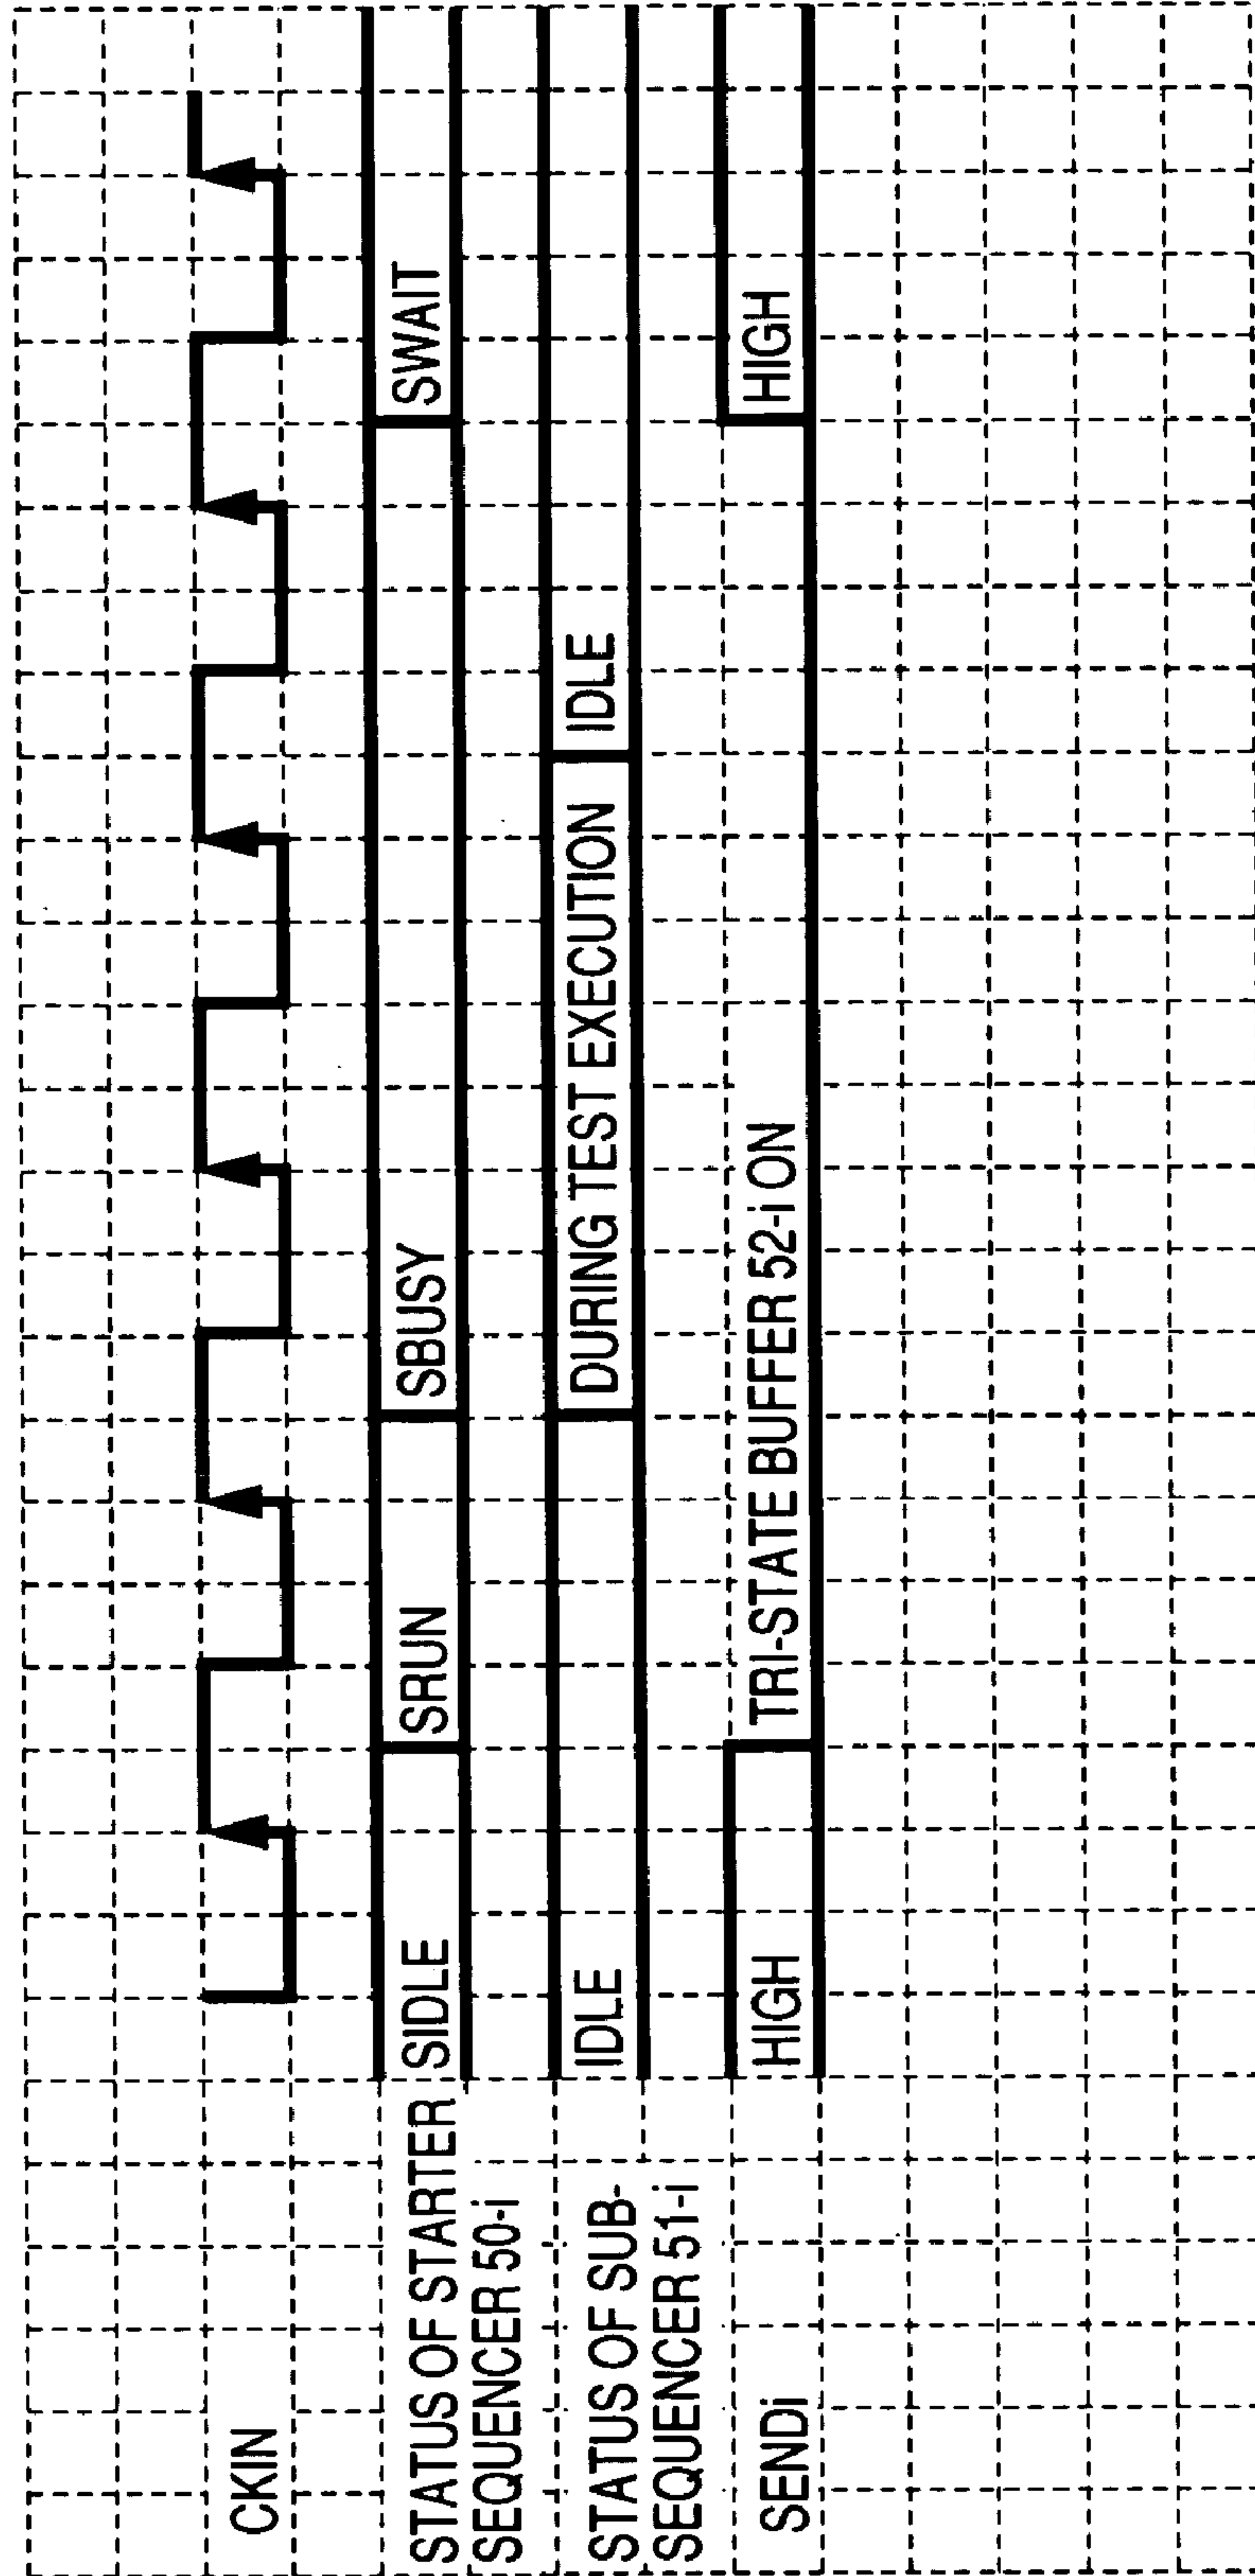 CKIN
STATUS OF STARTER
SEQUENCER 50-i
SIDLE
SRUN
SBUSY
SWAIT
STATUS OF SUB-
SEQUENCER 51-i
IDLE
DURING TEST EXECUTION
IDLE
SENDi
HIGH
TRI-STATE BUFFER 52-i ON
HIGH